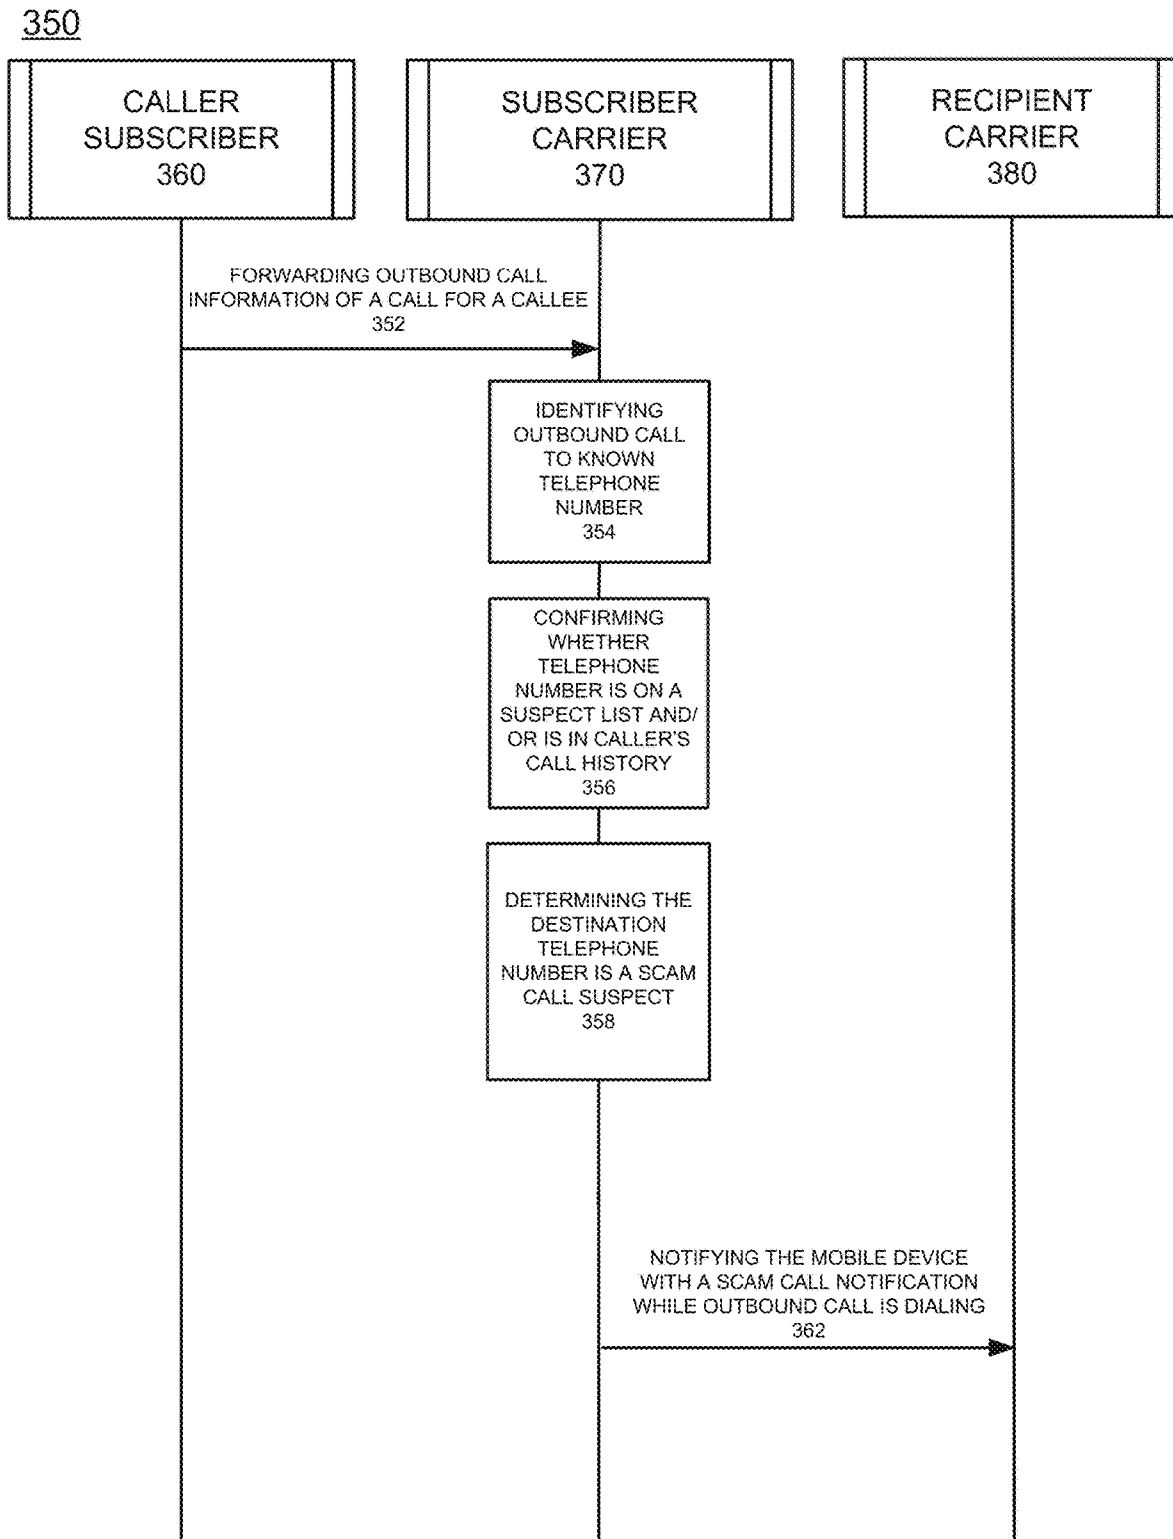 350
CALLER
SUBSCRIBER
360
SUBSCRIBER
CARRIER
370
RECIPIENT
CARRIER
380
FORWARDING OUTBOUND CALL
INFORMATION OF A CALL FOR A CALLEE
352
IDENTIFYING
OUTBOUND CALL
TO KNOWN
TELEPHONE
NUMBER
354
CONFIRMING
WHETHER
TELEPHONE
NUMBER IS ON A
SUSPECT LIST AND/
OR IS IN CALLER'S
CALL HISTORY
356
DETERMINING THE
DESTINATION
TELEPHONE
NUMBER IS A SCAM
CALL SUSPECT
358
NOTIFYING THE MOBILE DEVICE
WITH A SCAM CALL NOTIFICATION
WHILE OUTBOUND CALL IS DIALING
362